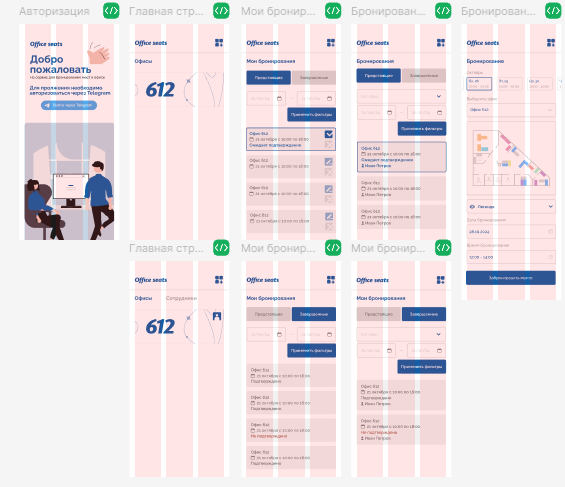 Авторизация
Главная стр...
Мои бронир...
Бронирован...
Бронирован...
Office seats
Добро
пожаловать
на сервис для бронирования мест в офисе
Для продления необходимо
авторизоваться через Telegram
Войти через Telegram
Office seats
Офисы
612
Office seats
Мои бронирования
Предстоящие
Завершенные
Применить фильтры
Офис 612
21 октября с 10:00 по 18:00
Ожидает подтверждения
Офис 612
21 октября с 10:00 по 18:00
Офис 612
21 октября с 10:00 по 18:00
Офис 612
21 октября с 10:00 по 18:00
Office seats
Бронирования
Предстоящие
Завершенные
Применить фильтры
Офис 612
21 октября с 10:00 по 18:00
Ожидает подтверждения
Иван Петров
Офис 612
21 октября с 10:00 по 18:00
Иван Петров
Офис 612
21 октября с 10:00 по 18:00
Иван Петров
Office seats
Бронирование
Октябрь
Выберите офис
Офис 612
Легенда
Дата бронирования
28.10.2024
Время бронирования
12:00 - 14:00
Забронировать место
Главная стр...
Мои бронир...
Мои бронир...
Office seats
Офисы
Сотрудники
612
Office seats
Мои бронирования
Предстоящие
Завершенные
Применить фильтры
Офис 612
21 октября с 10:00 по 18:00
Подтверждено
Офис 612
21 октября с 10:00 по 18:00
Подтверждено
Офис 612
21 октября с 10:00 по 18:00
Не подтверждено
Офис 612
21 октября с 10:00 по 18:00
Подтверждено
Office seats
Мои бронирования
Предстоящие
Завершенные
Применить фильтры
Офис 612
21 октября с 10:00 по 18:00
Подтверждено
Иван Петров
Офис 612
21 октября с 10:00 по 18:00
Не подтверждено
Иван Петров